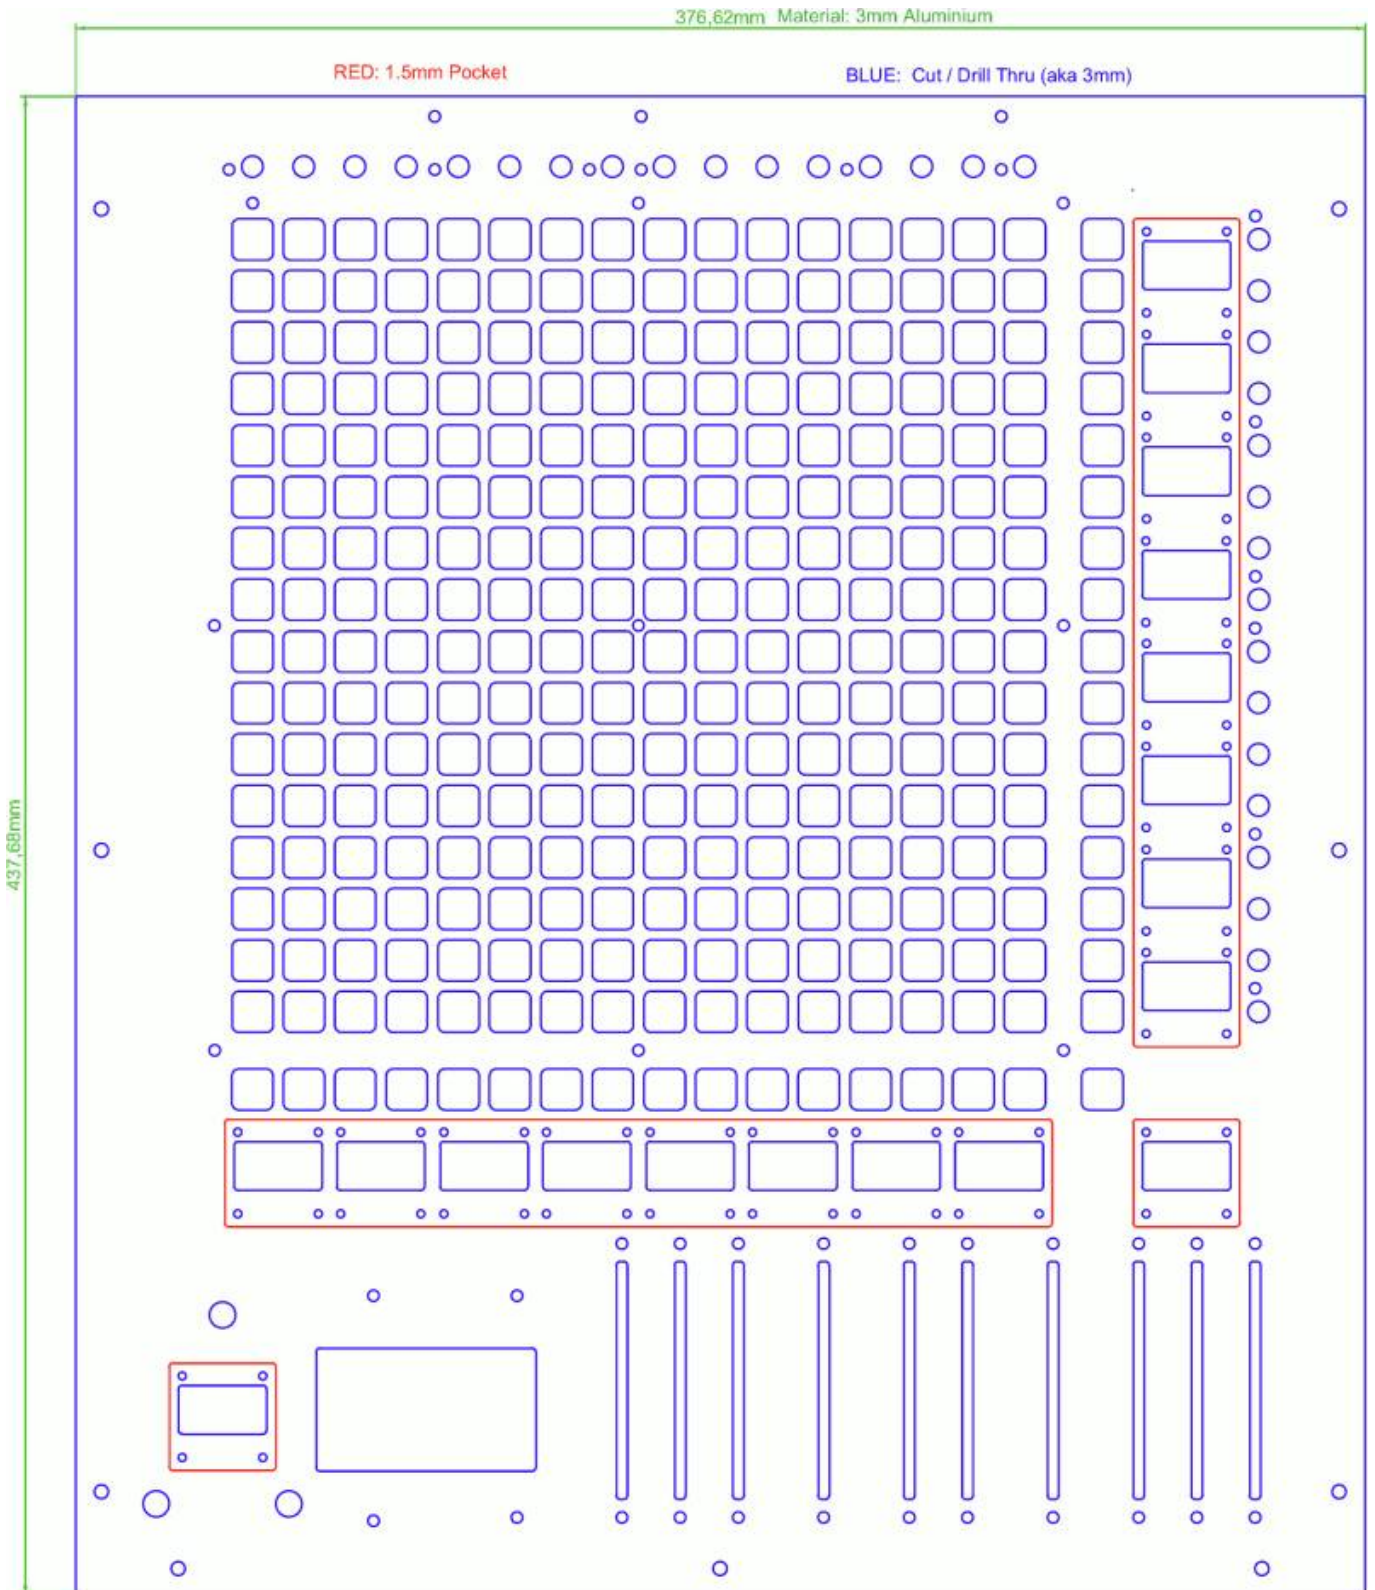 376,62mm Material: 3mm Aluminium
RED: 1.5mm Pocket
BLUE: Cut / Drill Thru (aka 3mm)
437,68mm